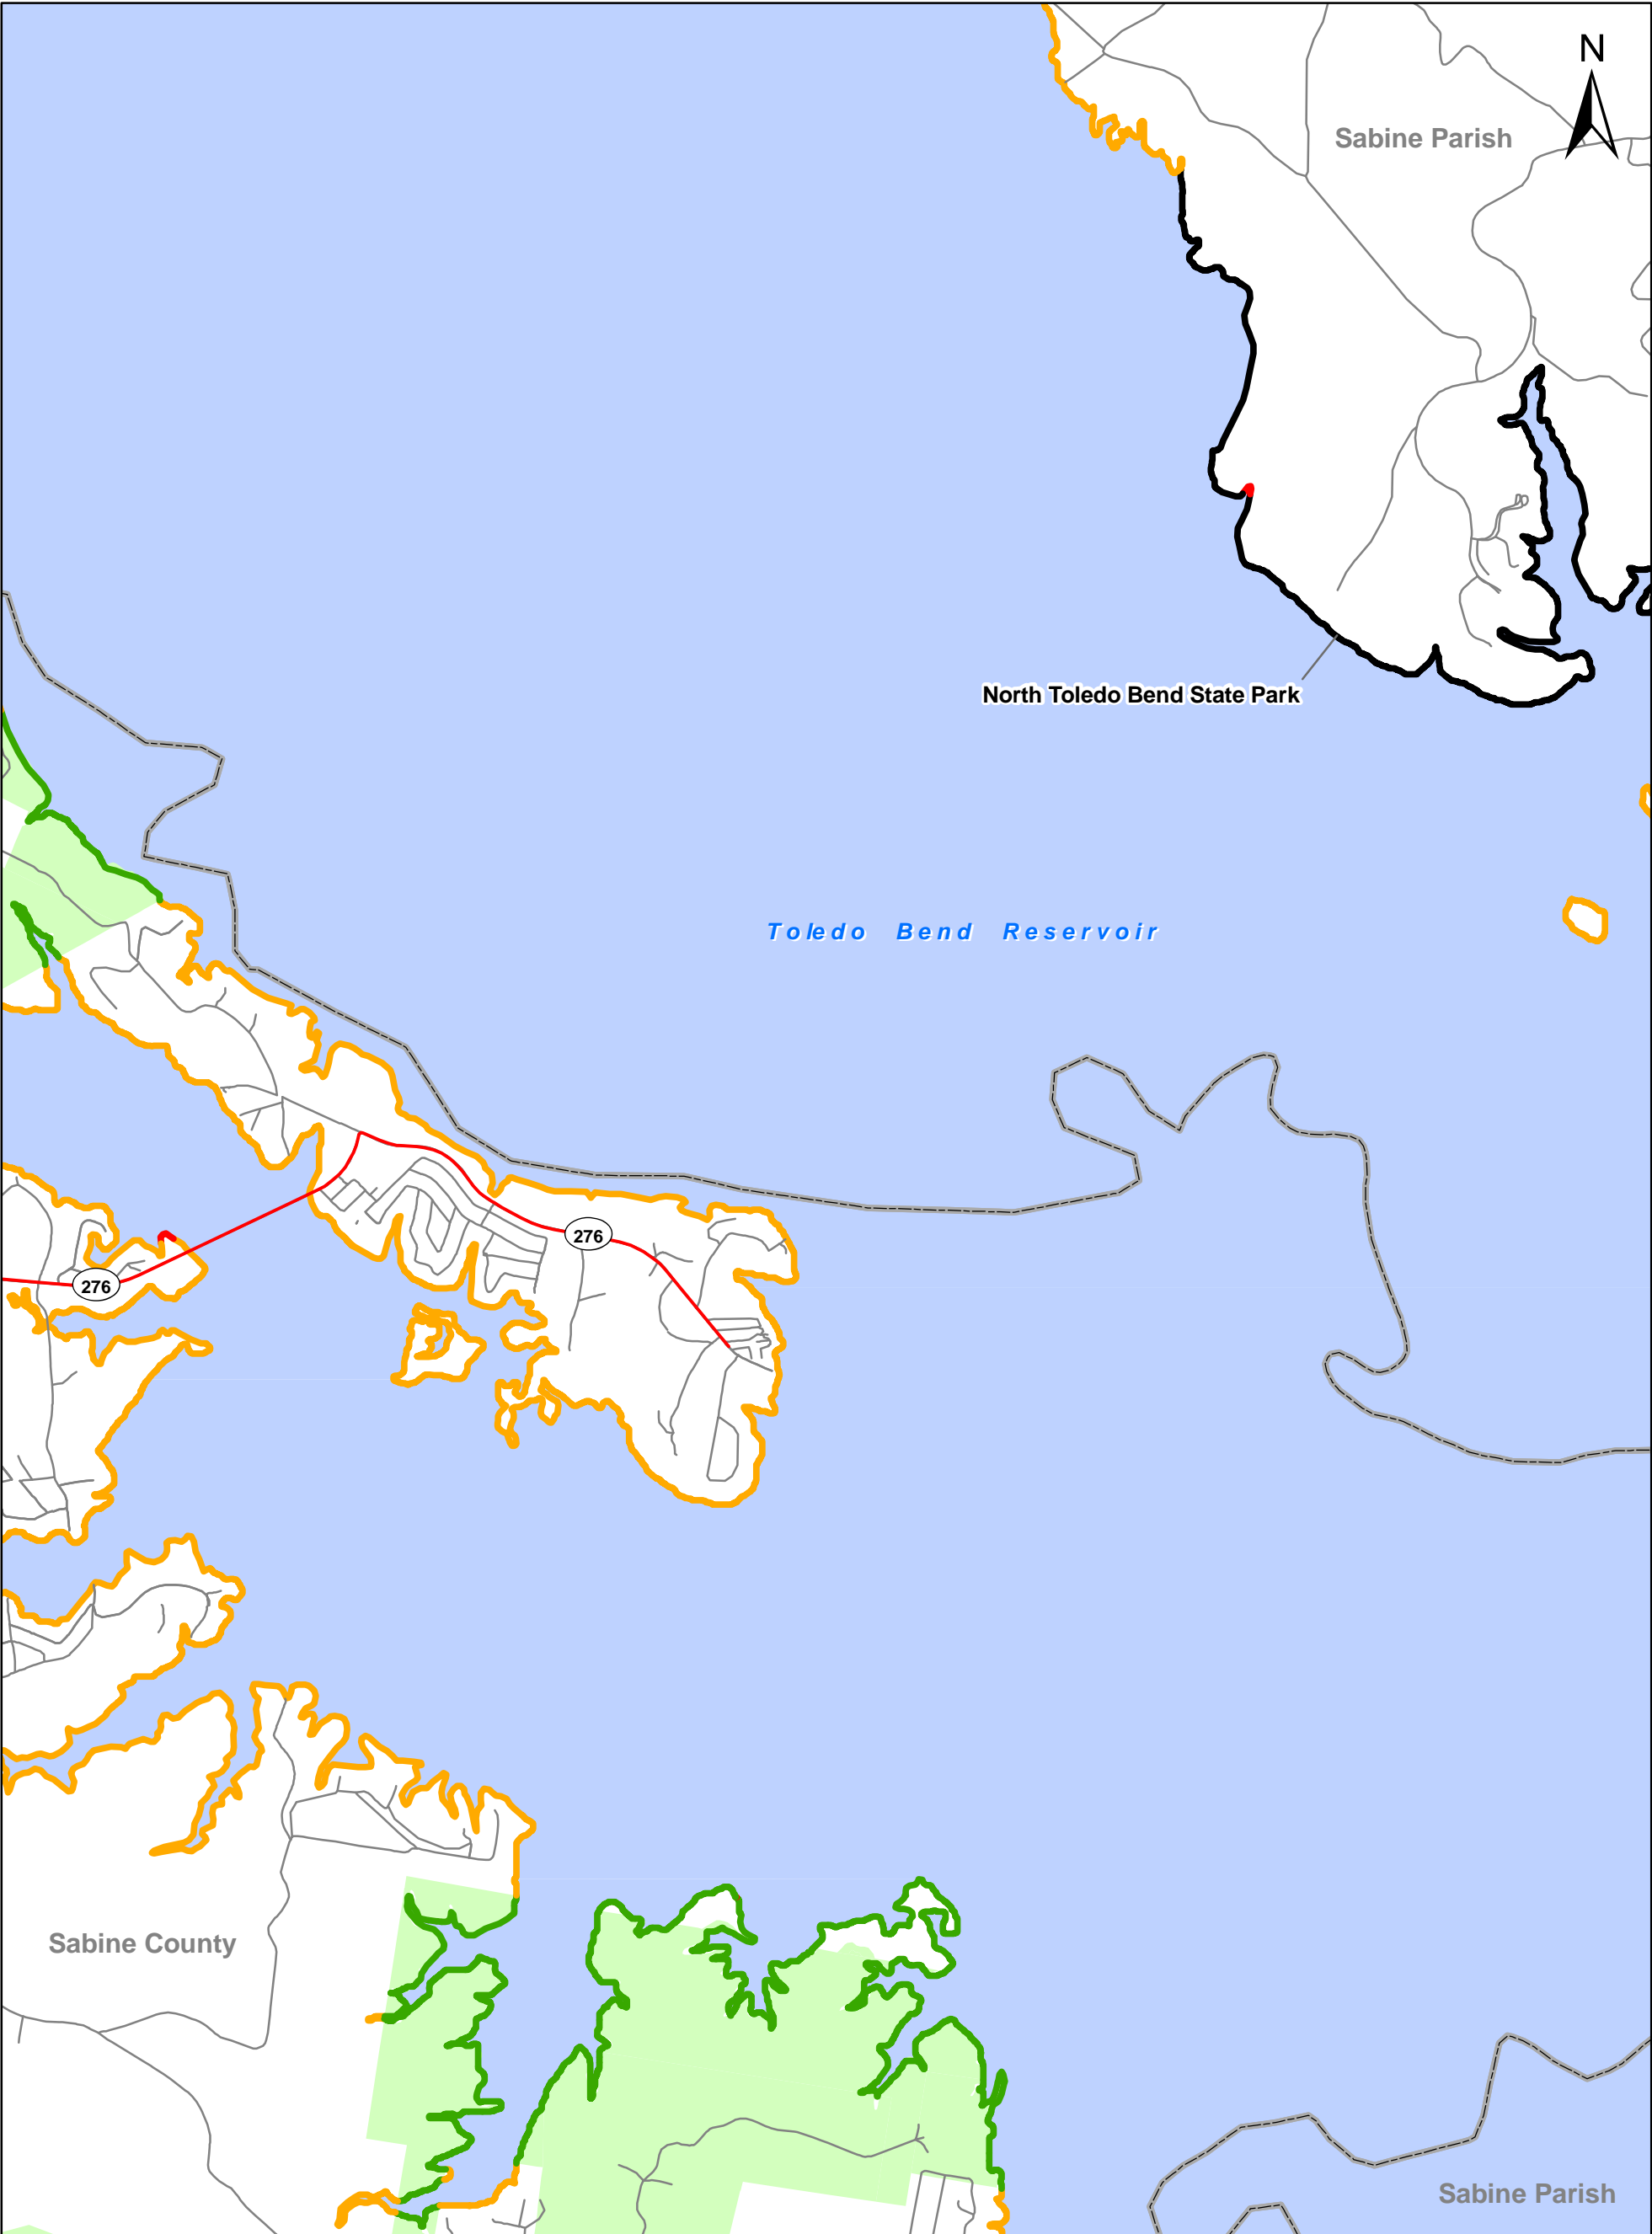 N
Sabine Parish
North Toledo Bend State Park
Toledo Bend Reservoir
276
276
Sabine County
Sabine Parish